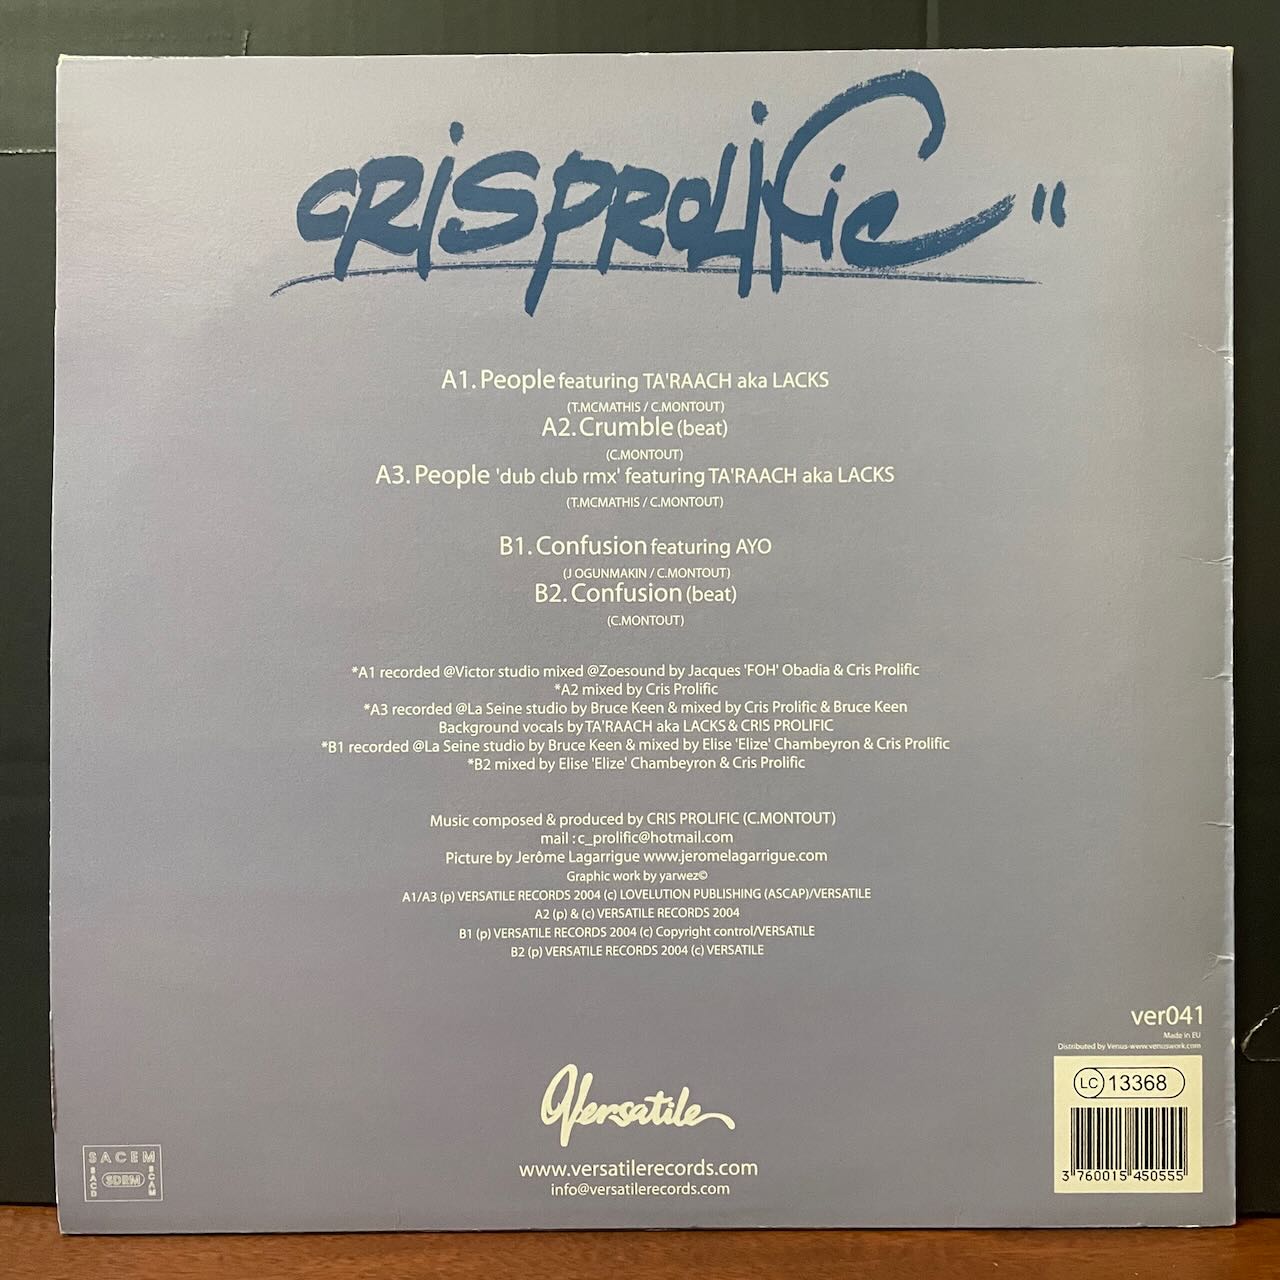 CRISPROLIFIC"
A1. People featuring TA'RAACH aka LACKS
(T.MCMATHIS / C.MONTOUT)
A2. Crumble (beat)
(C.MONTOUT)
A3. People 'dub club rmx' featuring TA'RAACH aka LACKS
(T.MCMATHIS / C.MONTOUT)
B1. Confusion featuring AYO
(J OGUNMAKIN / C.MONTOUT)
B2. Confusion (beat)
(C.MONTOUT)
*A1 recorded @Victor studio mixed @Zoesound by Jacques 'FOH' Obadia & Cris Prolific
*A2 mixed by Cris Prolific
*A3 recorded @La Seine studio by Bruce Keen & mixed by Cris Prolific & Bruce Keen
Background vocals by TA'RAACH aka LACKS & CRIS PROLIFIC
*B1 recorded @La Seine studio by Bruce Keen & mixed by Elise 'Elize' Chambeyron & Cris Prolific
*B2 mixed by Elise 'Elize' Chambeyron & Cris Prolific
Music composed & produced by CRIS PROLIFIC (C.MONTOUT)
mail : c_prolific@hotmail.com
Picture by Jerôme Lagarrigue www.jeromelagarrigue.com
Graphic work by yarwez©
A1/A3 (p) VERSATILE RECORDS 2004 (c) LOVELUTION PUBLISHING (ASCAP)/VERSATILE
A2 (p) & (c) VERSATILE RECORDS 2004
B1 (p) VERSATILE RECORDS 2004 (c) Copyright control/VERSATILE
B2 (p) VERSATILE RECORDS 2004 (c) VERSATILE
ver041
Made in EU
Distributed by Venus-www.venuswork.com
LC 13368
3 760015 450555
Versatile
www.versatilerecords.com
info@versatilerecords.com
SACEM
SACD
SDRM
SCAM